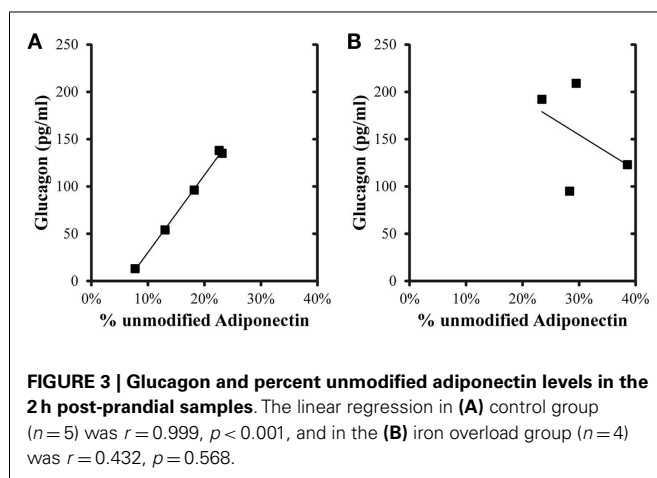 A
B
250
200
150
100
50
0
Glucagon (pg/ml)
0% 10% 20% 30% 40%
% unmodified Adiponectin
250
200
150
100
50
0
Glucagon (pg/ml)
0% 10% 20% 30% 40%
% unmodified Adiponectin
FIGURE 3 | Glucagon and percent unmodified adiponectin levels in the
2 h post-prandial samples. The linear regression in (A) control group
(n = 5) was r = 0.999, p < 0.001, and in the (B) iron overload group (n = 4)
was r = 0.432, p = 0.568.